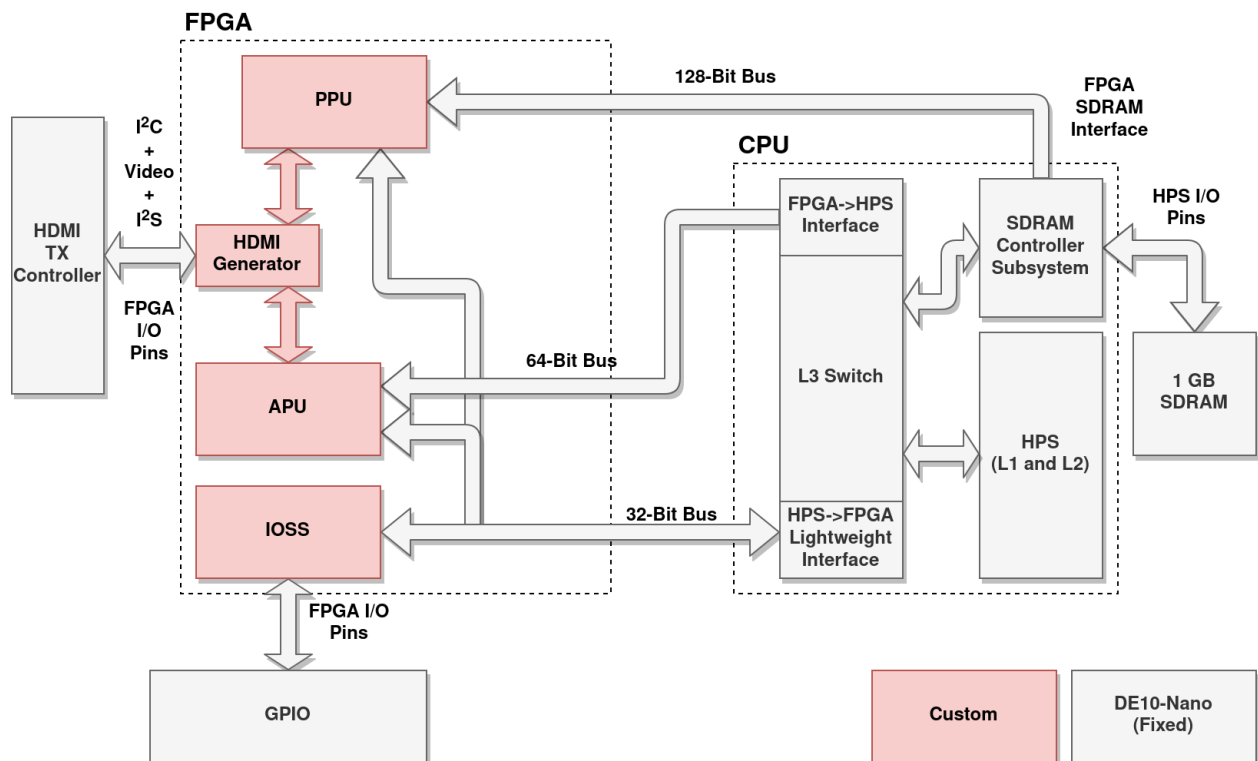 FPGA
PPU
128-Bit Bus
FPGA
SDRAM
Interface
CPU
I²C
+
Video
+
I²S
HDMI
TX
Controller
HDMI
Generator
FPGA
I/O
Pins
FPGA->HPS
Interface
SDRAM
Controller
Subsystem
HPS I/O
Pins
64-Bit Bus
L3 Switch
1 GB
SDRAM
APU
HPS
(L1 and L2)
IOSS
32-Bit Bus
HPS->FPGA
Lightweight
Interface
FPGA I/O
Pins
GPIO
Custom
DE10-Nano
(Fixed)